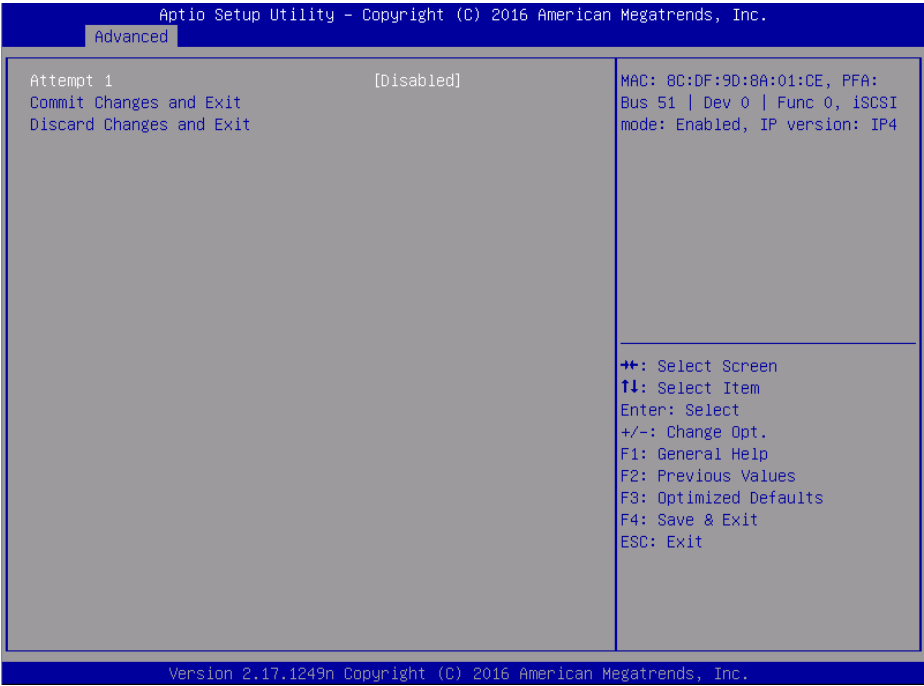 Aptio Setup Utility – Copyright (C) 2016 American Megatrends, Inc.
Advanced
Attempt 1 [Disabled]
Commit Changes and Exit
Discard Changes and Exit
MAC: 8C:DF:9D:8A:01:CE, PFA:
Bus 51 | Dev 0 | Func 0, iSCSI
mode: Enabled, IP version: IP4
→←: Select Screen
↑↓: Select Item
Enter: Select
+/-: Change Opt.
F1: General Help
F2: Previous Values
F3: Optimized Defaults
F4: Save & Exit
ESC: Exit
Version 2.17.1249n Copyright (C) 2016 American Megatrends, Inc.